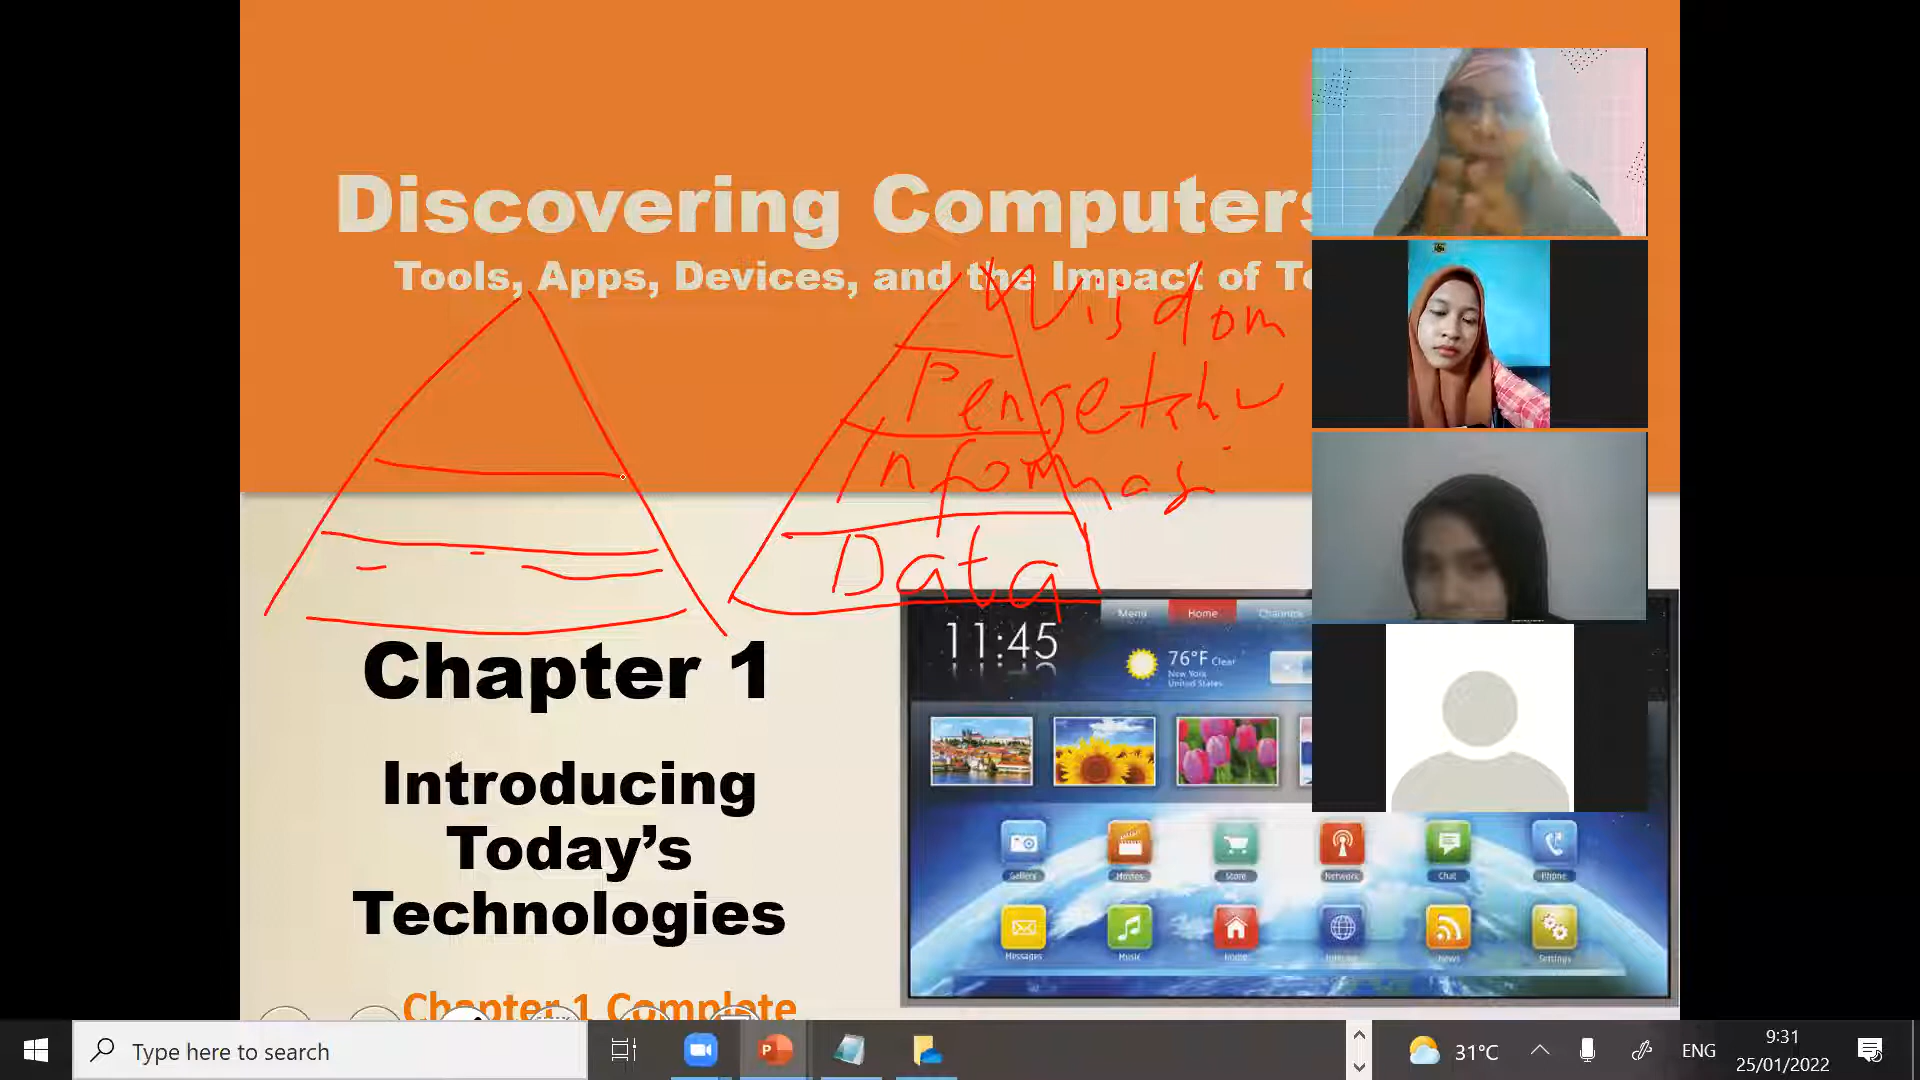 Discovering Computers
Tools, Apps, Devices, and the Impact of Te
Wisdom
Pengetahu
Informasi
Data
Chapter 1
Introducing
Today’s
Technologies
Chapter 1 Complete
Menu Home Channels
11:45
76°F Clear
New York
United States
Gallery Movies Store Network Chat Phone
Messages Music Home Internet News Settings
Type here to search
31°C ENG 9:31
25/01/2022